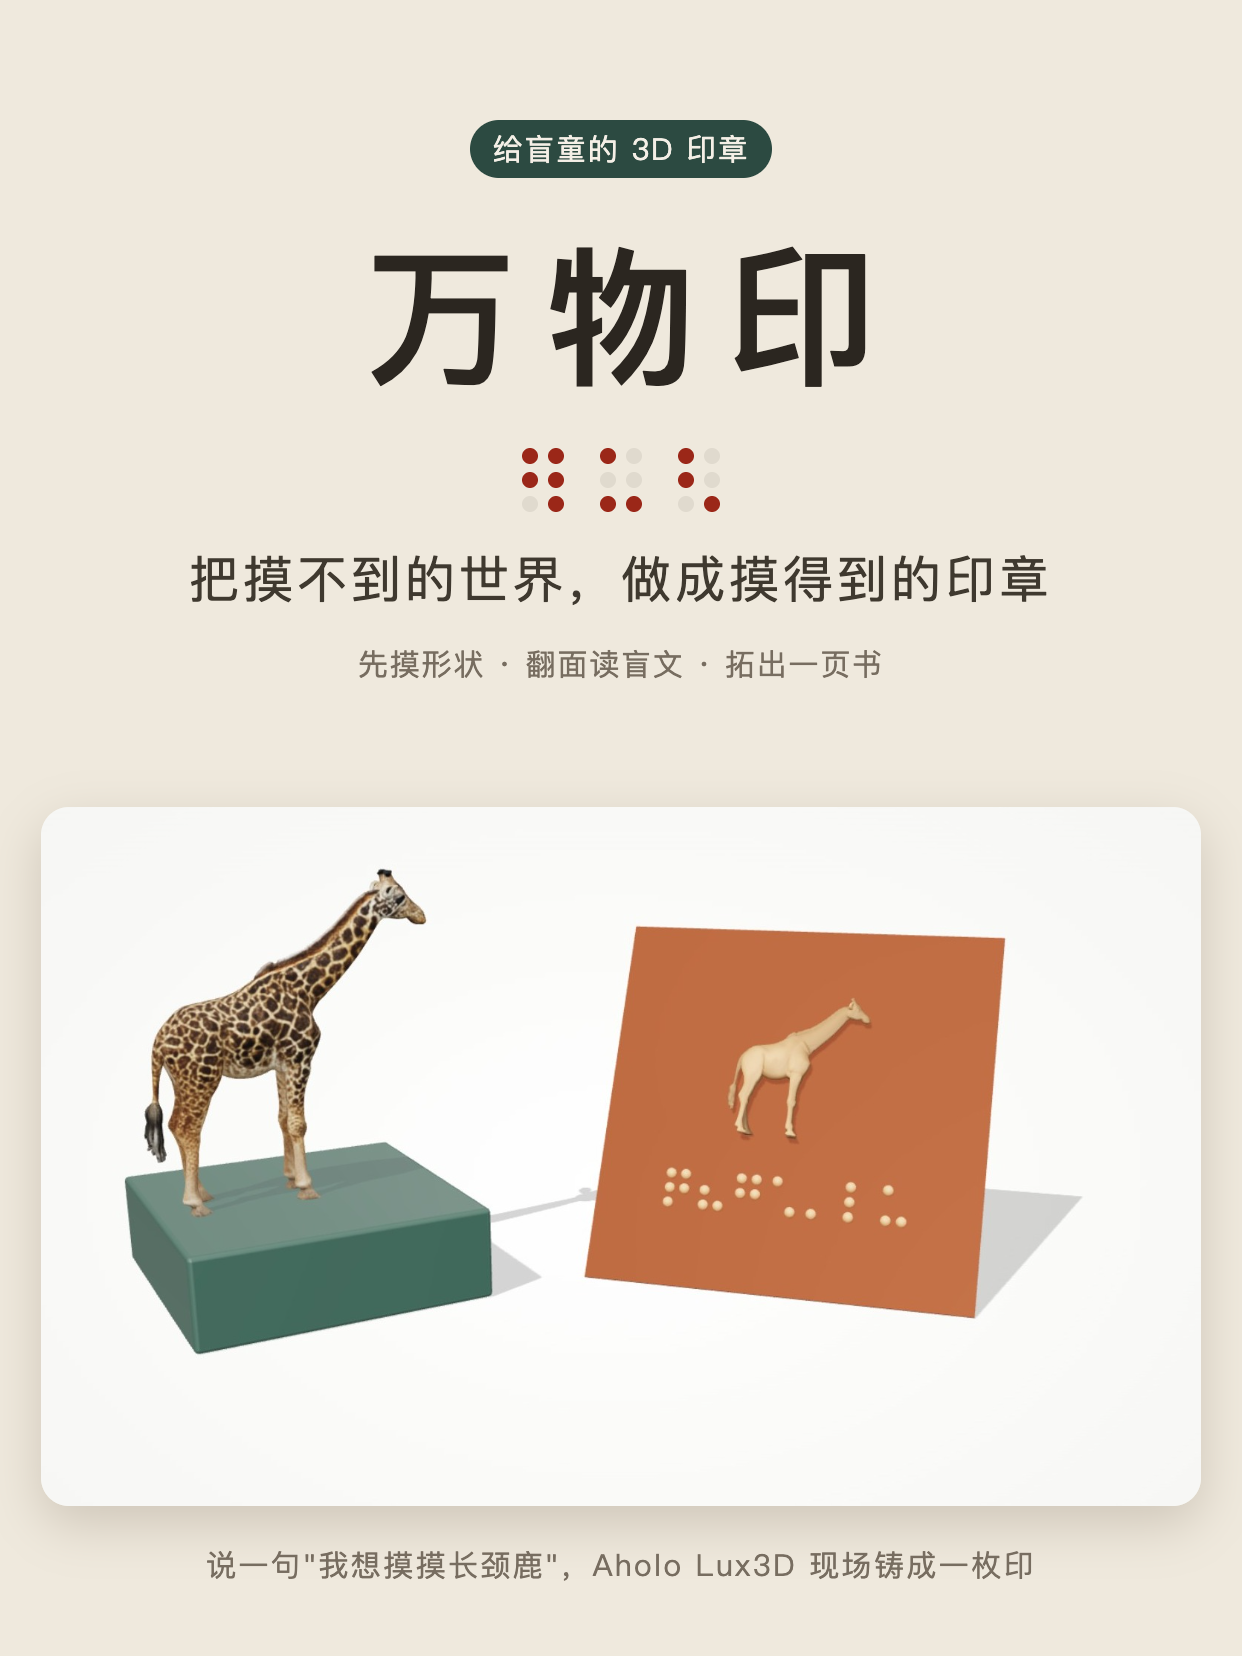 给盲童的 3D 印章
万物印
把摸不到的世界，做成摸得到的印章
先摸形状 · 翻面读盲文 · 拓出一页书
说一句"我想摸摸长颈鹿"，Aholo Lux3D 现场铸成一枚印